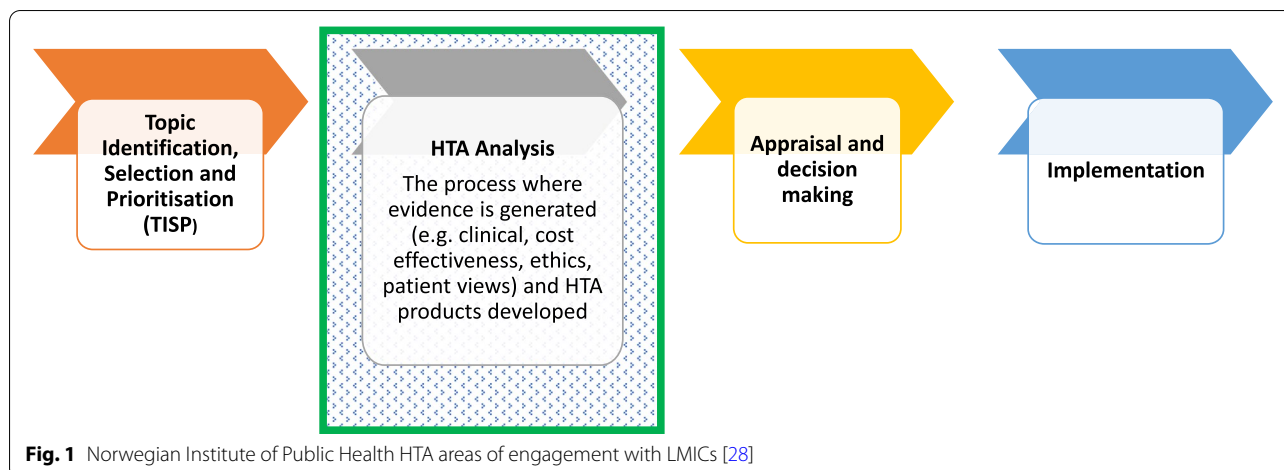 Topic
Identification,
Selection and
Prioritisation
(TISP)
HTA Analysis
The process where
evidence is generated
(e.g. clinical, cost
effectiveness, ethics,
patient views) and HTA
products developed
Appraisal and
decision
making
Implementation
Fig. 1 Norwegian Institute of Public Health HTA areas of engagement with LMICs [28]